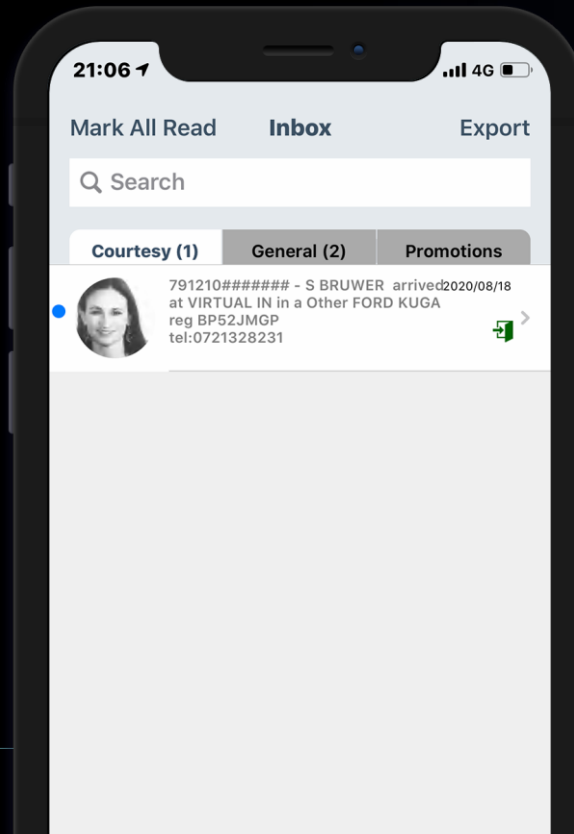 21:06 4G
Mark All Read Inbox Export
Search
Courtesy (1) General (2) Promotions
791210####### - S BRUWER arrived 2020/08/18
at VIRTUAL IN in a Other FORD KUGA
reg BP52JMGP
tel:0721328231